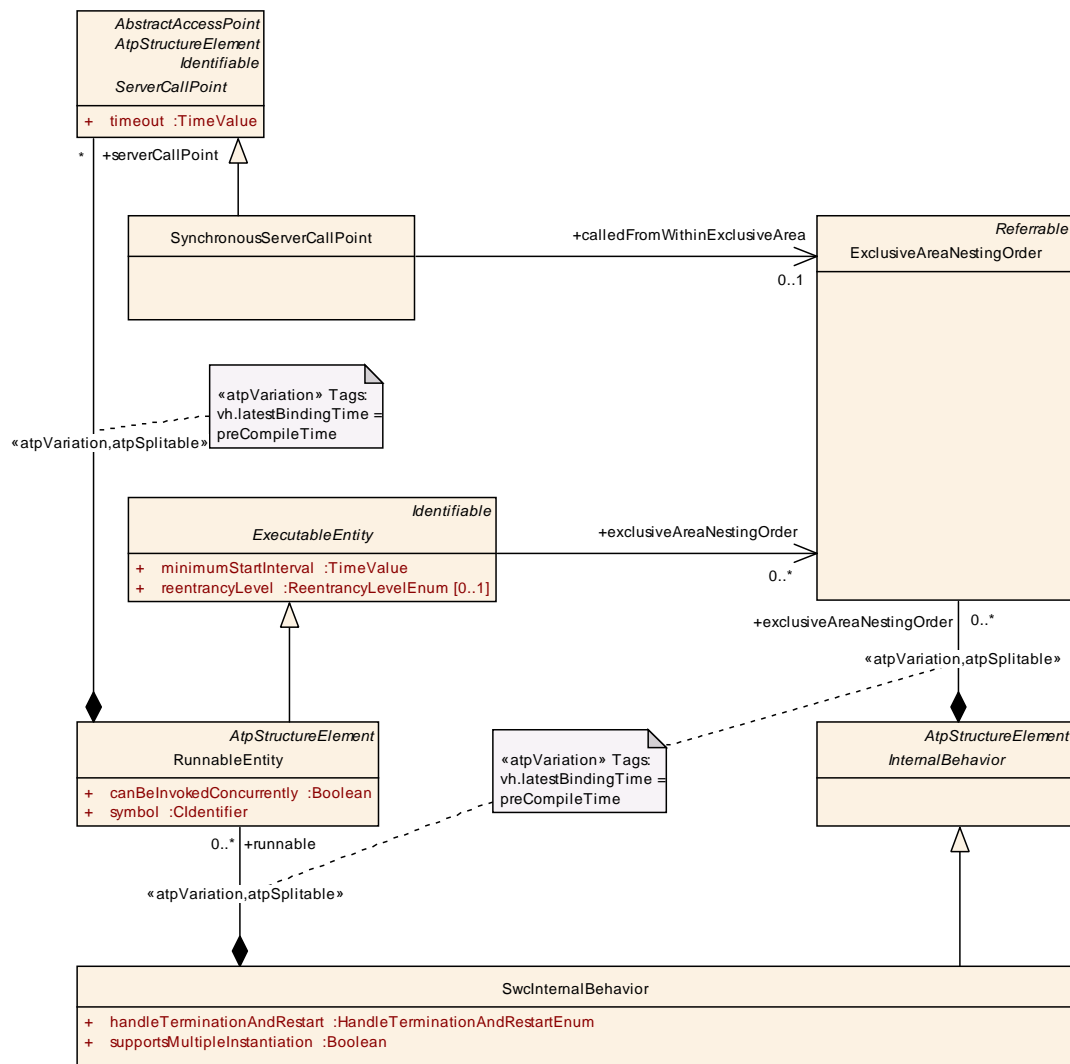 AbstractAccessPoint
AtpStructureElement
Identifiable
ServerCallPoint
+ timeout :TimeValue
* +serverCallPoint
SynchronousServerCallPoint
+calledFromWithinExclusiveArea
0..1
Referrable
ExclusiveAreaNestingOrder
«atpVariation» Tags:
vh.latestBindingTime =
preCompileTime
«atpVariation,atpSplitable»
Identifiable
ExecutableEntity
+ minimumStartInterval :TimeValue
+ reentrancyLevel :ReentrancyLevelEnum [0..1]
+exclusiveAreaNestingOrder
0..*
+exclusiveAreaNestingOrder 0..*
«atpVariation,atpSplitable»
AtpStructureElement
RunnableEntity
+ canBeInvokedConcurrently :Boolean
+ symbol :CIdentifier
«atpVariation» Tags:
vh.latestBindingTime =
preCompileTime
AtpStructureElement
InternalBehavior
0..* +runnable
«atpVariation,atpSplitable»
SwcInternalBehavior
+ handleTerminationAndRestart :HandleTerminationAndRestartEnum
+ supportsMultipleInstantiation :Boolean